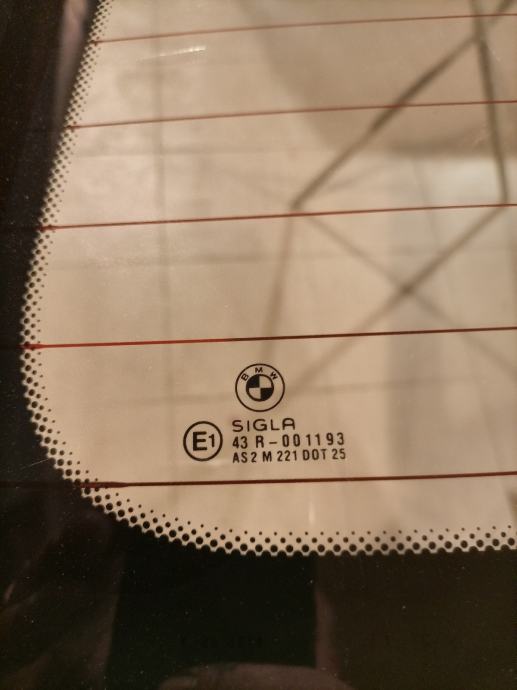 BMW
SIGLA
E1
43 R-001193
AS2 M 221 DOT 25